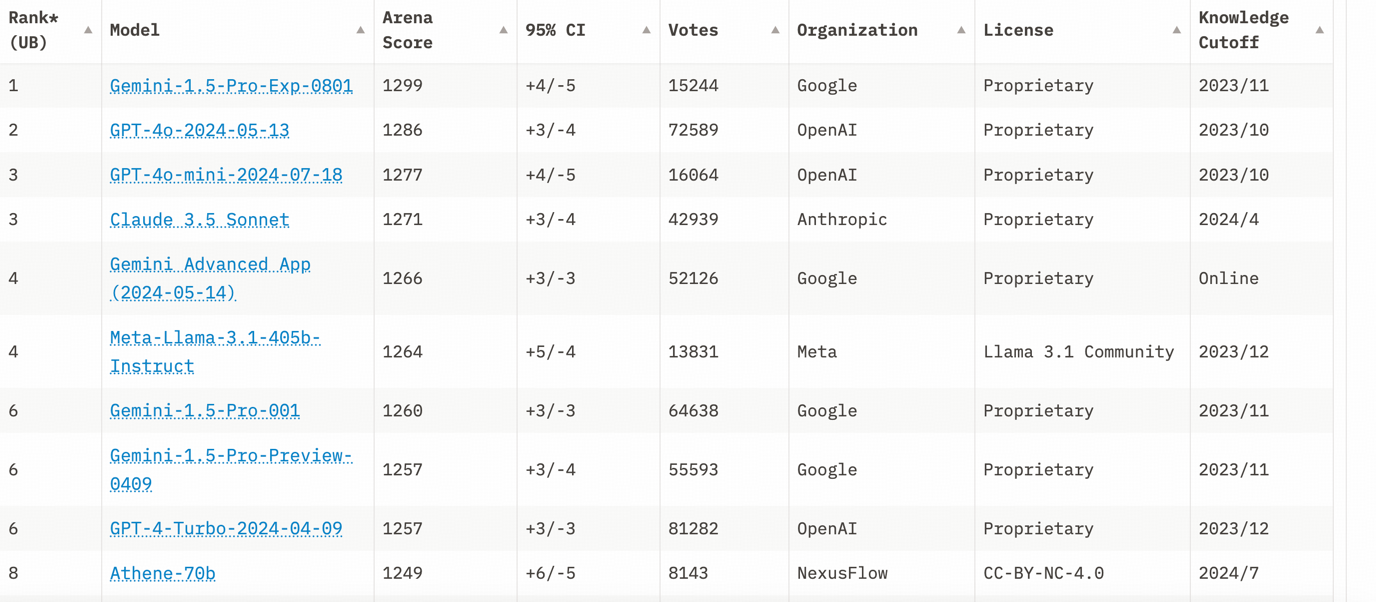 Rank* (UB) ▲ Model ▲ Arena Score ▲ 95% CI ▲ Votes ▲ Organization ▲ License ▲ Knowledge Cutoff ▲
1 Gemini-1.5-Pro-Exp-0801 1299 +4/-5 15244 Google Proprietary 2023/11
2 GPT-4o-2024-05-13 1286 +3/-4 72589 OpenAI Proprietary 2023/10
3 GPT-4o-mini-2024-07-18 1277 +4/-5 16064 OpenAI Proprietary 2023/10
3 Claude 3.5 Sonnet 1271 +3/-4 42939 Anthropic Proprietary 2024/4
4 Gemini Advanced App (2024-05-14) 1266 +3/-3 52126 Google Proprietary Online
4 Meta-Llama-3.1-405b-Instruct 1264 +5/-4 13831 Meta Llama 3.1 Community 2023/12
6 Gemini-1.5-Pro-001 1260 +3/-3 64638 Google Proprietary 2023/11
6 Gemini-1.5-Pro-Preview-0409 1257 +3/-4 55593 Google Proprietary 2023/11
6 GPT-4-Turbo-2024-04-09 1257 +3/-3 81282 OpenAI Proprietary 2023/12
8 Athene-70b 1249 +6/-5 8143 NexusFlow CC-BY-NC-4.0 2024/7